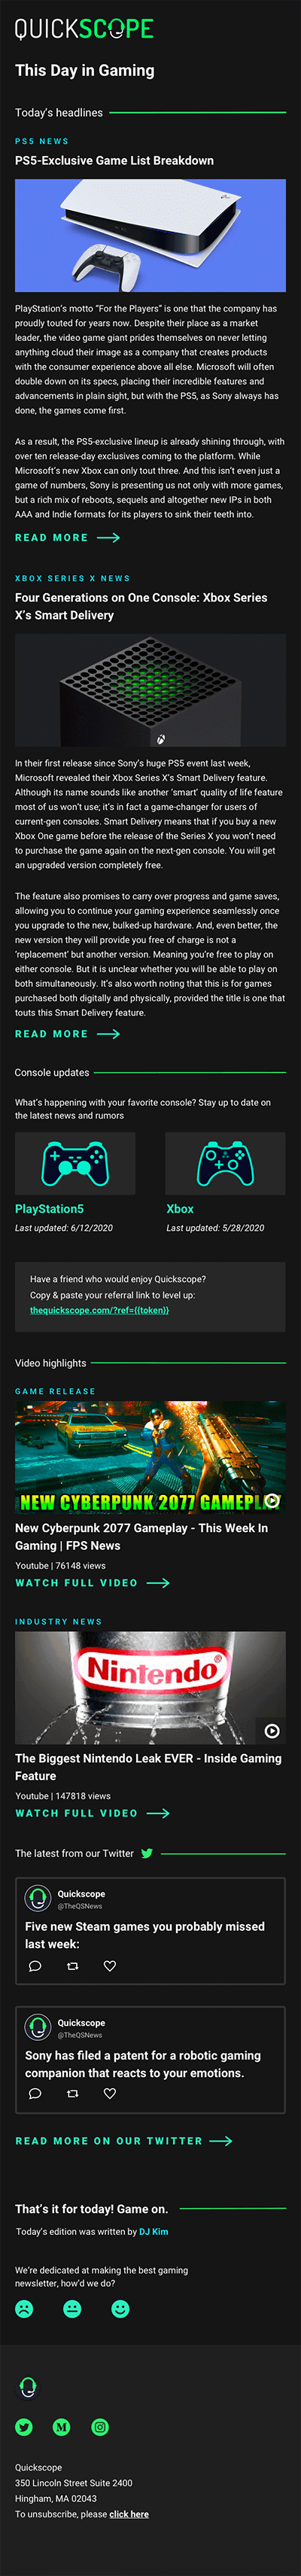 QUICKSCOPE
This Day in Gaming
Today's headlines
PS5 NEWS
PS5-Exclusive Game List Breakdown
PlayStation's motto "For the Players" is one that the company has
proudly touted for years now. Despite their place as a market
leader, the video game giant prides themselves on never letting
anything cloud their image as a company that creates products
with the consumer experience above all else. Microsoft will often
double down on its specs, placing their incredible features and
advancements in plain sight, but with the PS5, as Sony always has
done, the games come first.
As a result, the PS5-exclusive lineup is already shining through, with
over ten release-day exclusives coming to the platform. While
Microsoft's new Xbox can only tout three. And this isn't even just a
game of numbers, Sony is presenting us not only with more games,
but a rich mix of reboots, sequels and altogether new IPs in both
AAA and Indie formats for its players to sink their teeth into.
READ MORE
XBOX SERIES X NEWS
Four Generations on One Console: Xbox Series
X's Smart Delivery
In their first release since Sony's huge PS5 event last week,
Microsoft revealed their Xbox Series X's Smart Delivery feature.
Although its name sounds like another 'smart' quality of life feature
most of us won't use; it's in fact a game-changer for users of
current-gen consoles. Smart Delivery means that if you buy a new
Xbox One game before the release of the Series X you won't need
to purchase the game again on the next-gen console. You will get
an upgraded version completely free.
The feature also promises to carry over progress and game saves,
allowing you to continue your gaming experience seamlessly once
you upgrade to the new, bulked-up hardware. And, even better, the
new version they will provide you free of charge is not a
'replacement' but another version. Meaning you're free to play on
either console. But it is unclear whether you will be able to play on
both simultaneously. It's also worth noting that this is for games
purchased both digitally and physically, provided the title is one that
touts this Smart Delivery feature.
READ MORE
Console updates
What's happening with your favorite console? Stay up to date on
the latest news and rumors
PlayStation5
Last updated: 6/12/2020
Xbox
Last updated: 5/28/2020
Have a friend who would enjoy Quickscope?
Copy & paste your referral link to level up:
thequickscope.com/?ref={{token}}
Video highlights
GAME RELEASE
NEW CYBERPUNK 2077 GAMEPLAY
New Cyberpunk 2077 Gameplay - This Week In
Gaming | FPS News
Youtube | 76148 views
WATCH FULL VIDEO
INDUSTRY NEWS
Nintendo
The Biggest Nintendo Leak EVER - Inside Gaming
Feature
Youtube | 147818 views
WATCH FULL VIDEO
The latest from our Twitter
Quickscope
@TheQSNews
Five new Steam games you probably missed
last week:
Quickscope
@TheQSNews
Sony has filed a patent for a robotic gaming
companion that reacts to your emotions.
READ MORE ON OUR TWITTER
That's it for today! Game on.
Today's edition was written by DJ Kim
We're dedicated at making the best gaming
newsletter, how'd we do?
Quickscope
350 Lincoln Street Suite 2400
Hingham, MA 02043
To unsubscribe, please click here